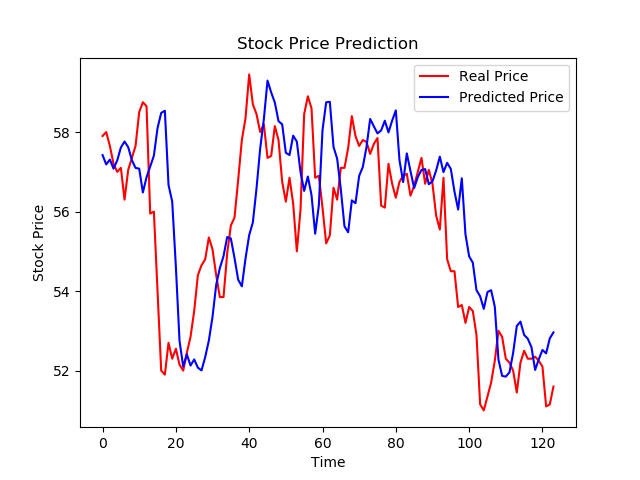 Stock Price Prediction
Real Price
Predicted Price
Stock Price
58
56
54
52
0 20 40 60 80 100 120
Time